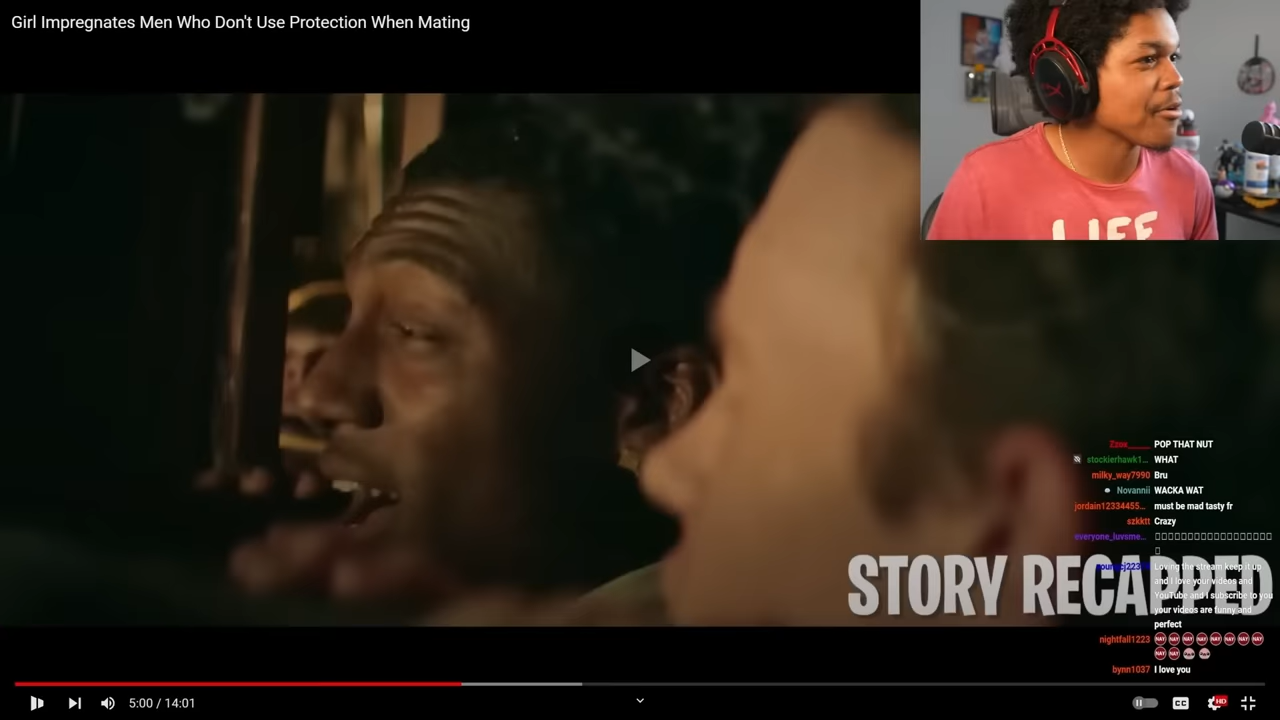 Girl Impregnates Men Who Don't Use Protection When Mating
LIFE
Zzox_____ POP THAT NUT
stockierhawk1… WHAT
milky_way7990 Bru
Novannii WACKA WAT
jordain12334455… must be mad tasty fr
szkktt Crazy
everyone_luvsme…
Loving the stream keep it up
and I love your videos and
YouTube and I subscribe to you
your videos are funny and
perfect
STORY RECAPPED
nightfall1223
bynn1037 I love you
5:00 / 14:01
CC
HD